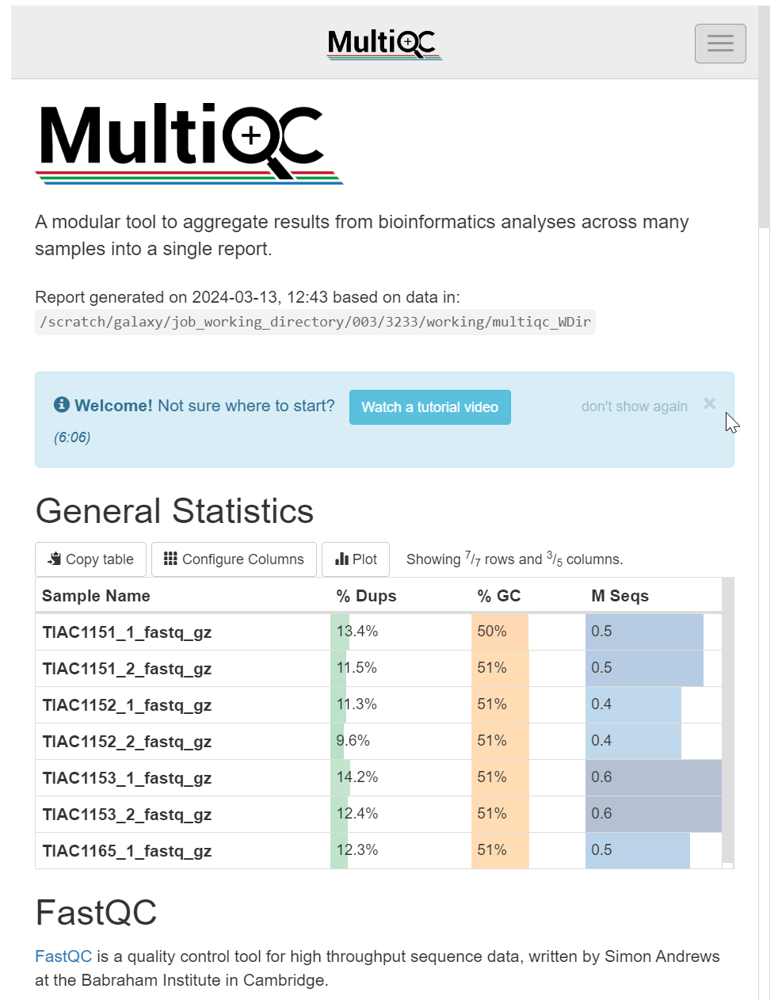 MultiQC
MultiQC
A modular tool to aggregate results from bioinformatics analyses across many
samples into a single report.
Report generated on 2024-03-13, 12:43 based on data in:
/scratch/galaxy/job_working_directory/003/3233/working/multiqc_WDir
Welcome! Not sure where to start? Watch a tutorial video don't show again ×
(6:06)
General Statistics
Copy table Configure Columns Plot Showing 7/7 rows and 3/5 columns.
Sample Name % Dups % GC M Seqs
TIAC1151_1_fastq_gz 13.4% 50% 0.5
TIAC1151_2_fastq_gz 11.5% 51% 0.5
TIAC1152_1_fastq_gz 11.3% 51% 0.4
TIAC1152_2_fastq_gz 9.6% 51% 0.4
TIAC1153_1_fastq_gz 14.2% 51% 0.6
TIAC1153_2_fastq_gz 12.4% 51% 0.6
TIAC1165_1_fastq_gz 12.3% 51% 0.5
FastQC
FastQC is a quality control tool for high throughput sequence data, written by Simon Andrews
at the Babraham Institute in Cambridge.